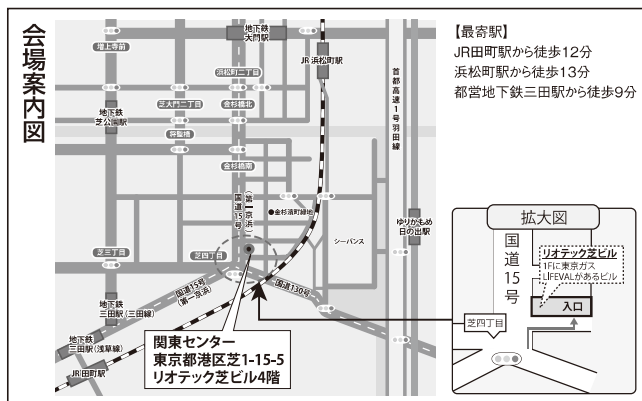 会場案内図
【最寄駅】
JR田町駅から徒歩12分
浜松町駅から徒歩13分
都営地下鉄三田駅から徒歩9分
地下鉄
大門駅
増上寺前
JR浜松町駅
首都高速1号羽田線
浜松町二丁目
芝大門二丁目
金杉橋北
地下鉄
芝公園駅
将監橋
金杉橋南
国道15号
(第一京浜)
●金杉濱町緑地
シーバンス
ゆりかもめ
日の出駅
芝三丁目
芝四丁目
国道15号
(第一京浜)
国道130号
地下鉄
三田駅(三田線)
地下鉄
三田駅(浅草線)
JR田町駅
関東センター
東京都港区芝1-15-5
リオテック芝ビル4階
拡大図
国道15号
リオテック芝ビル
1Fに東京ガス
LIFEVALがあるビル
入口
芝四丁目